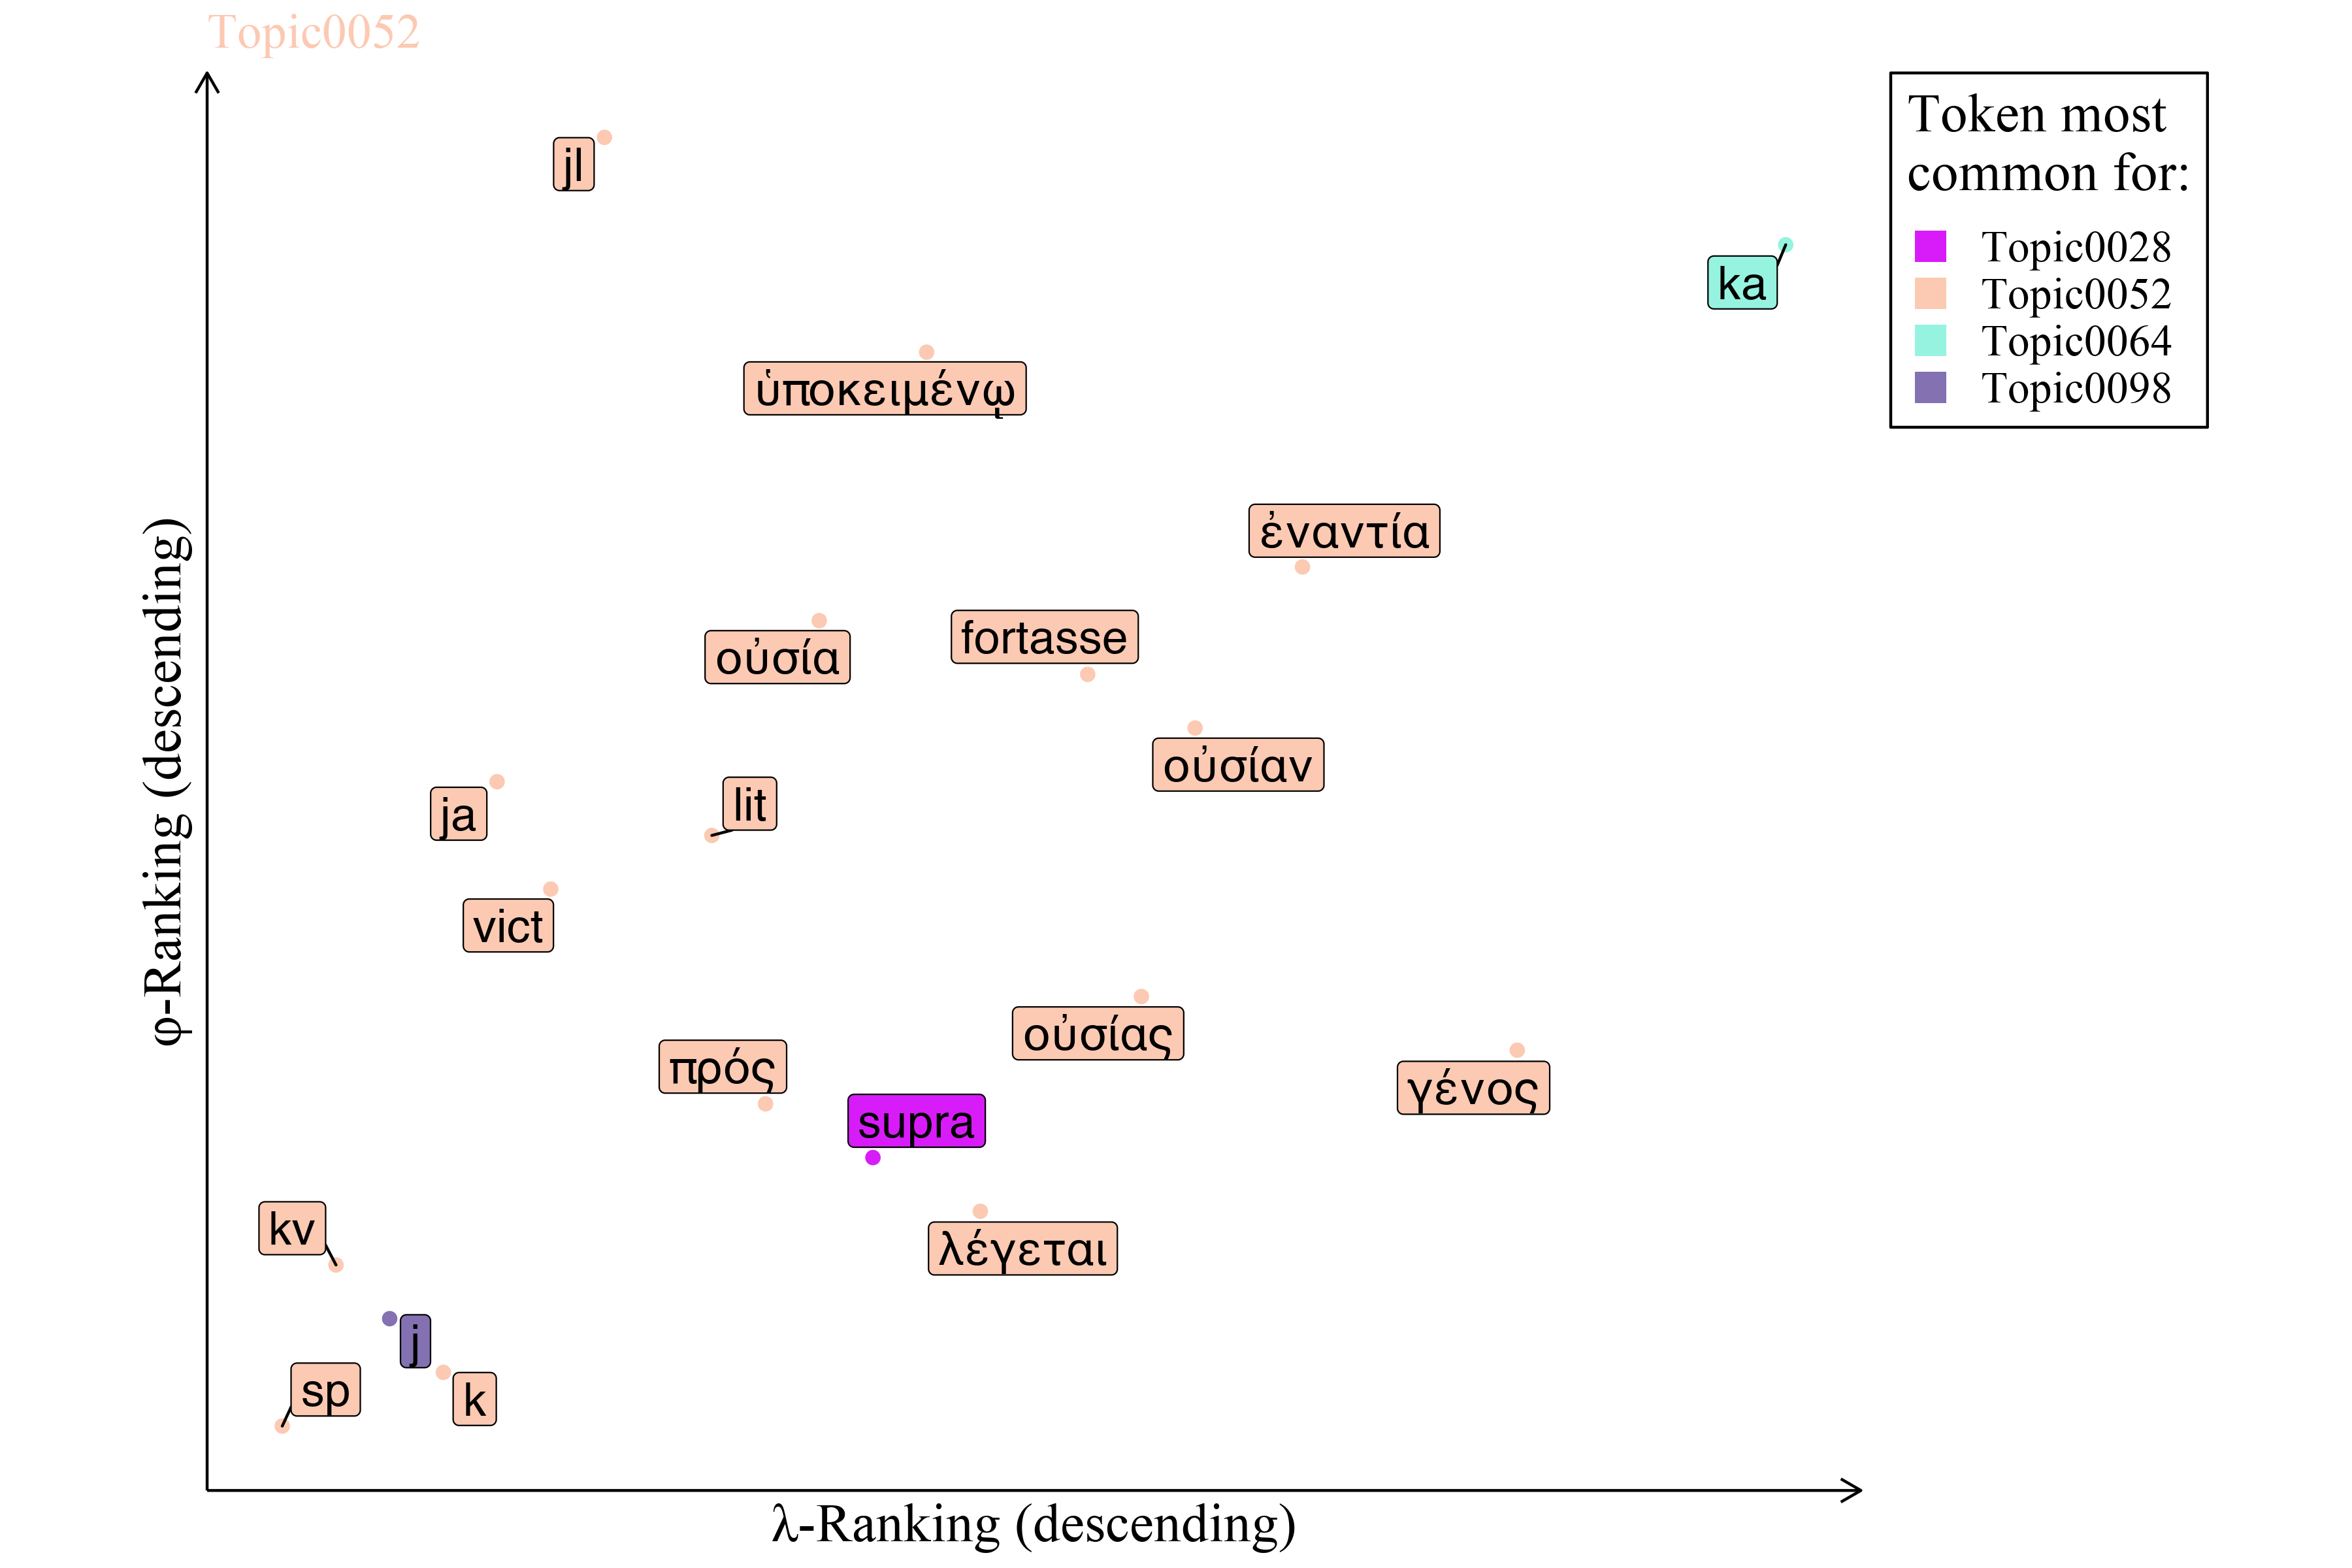 Topic0052
jl
ka
ὑποκειμένῳ
ἐναντία
fortasse
οὐσία
οὐσίαν
lit
ja
vict
οὐσίας
πρός
γένος
supra
kv
λέγεται
j
sp
k
φ-Ranking (descending)
λ-Ranking (descending)
Token most
common for:
Topic0028
Topic0052
Topic0064
Topic0098